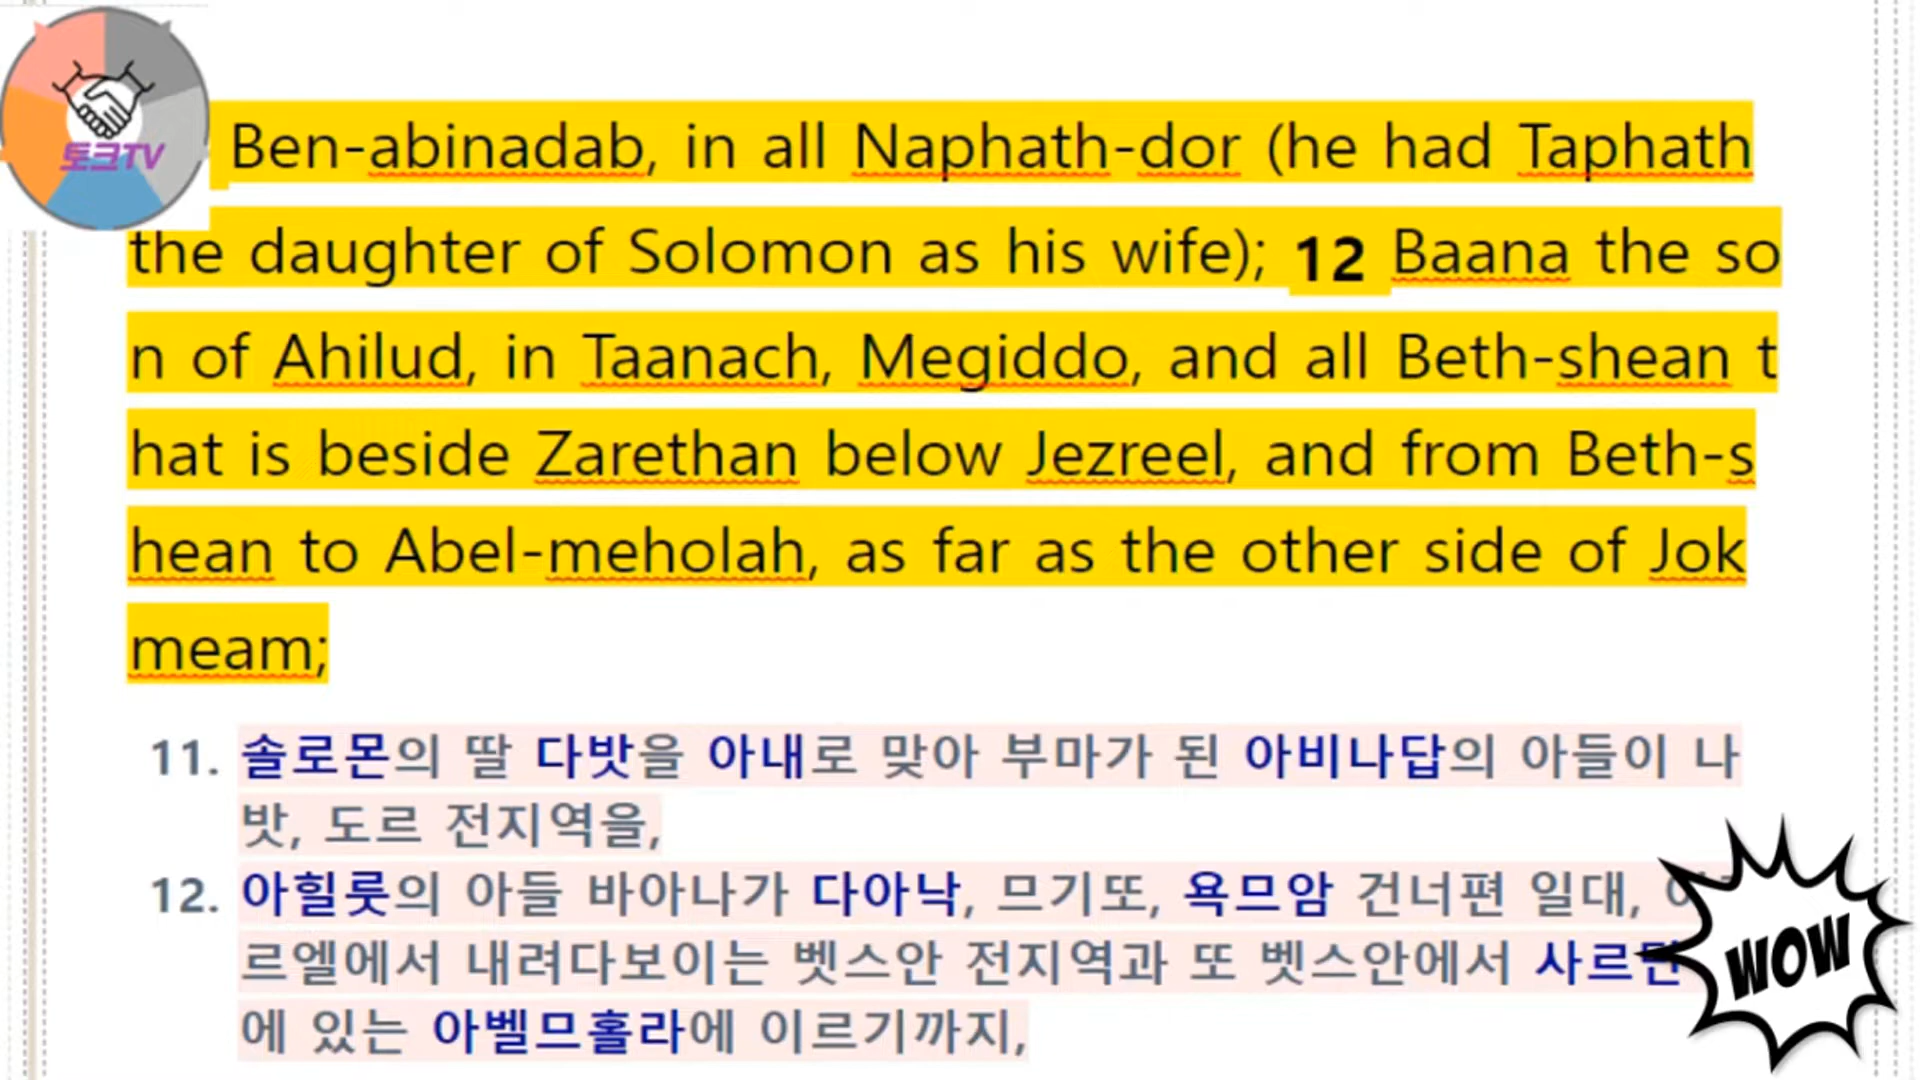 토크TV
Ben-abinadab, in all Naphath-dor (he had Taphath
the daughter of Solomon as his wife); 12 Baana the so
n of Ahilud, in Taanach, Megiddo, and all Beth-shean t
hat is beside Zarethan below Jezreel, and from Beth-s
hean to Abel-meholah, as far as the other side of Jok
meam;
11. 솔로몬의 딸 다밧을 아내로 맞아 부마가 된 아비나답의 아들이 나
밧, 도르 전지역을,
12. 아힐룻의 아들 바아나가 다아낙, 므기또, 욕므암 건너편 일대,
르엘에서 내려다보이는 벳스안 전지역과 또 벳스안에서
에 있는 아벨므홀라에 이르기까지,
WOW